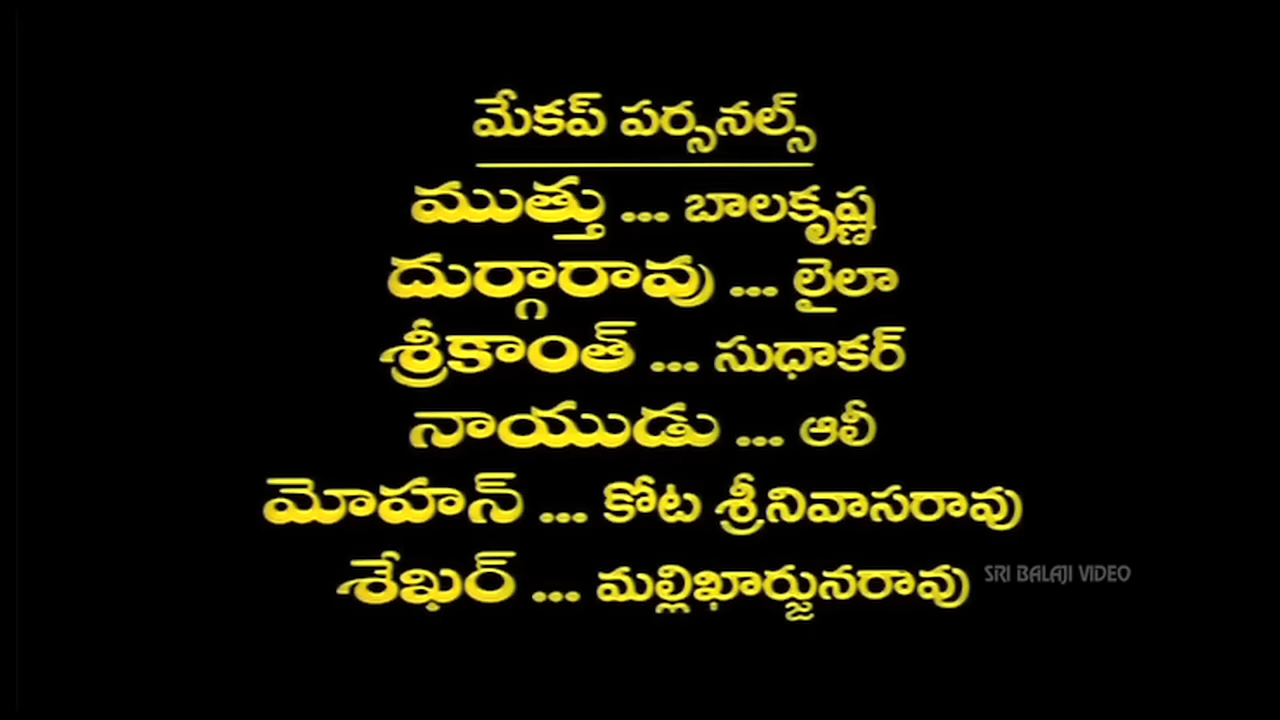 మేకప్ పర్సనల్స్
ముత్తు ... బాలకృష్ణ
దుర్గారావు ... లైలా
శ్రీకాంత్ ... సుధాకర్
నాయుడు ... ఆలీ
మోహన్ ... కోట శ్రీనివాసరావు
శేఖర్ ... మల్లిఖార్జునరావు
SRI BALAJI VIDEO